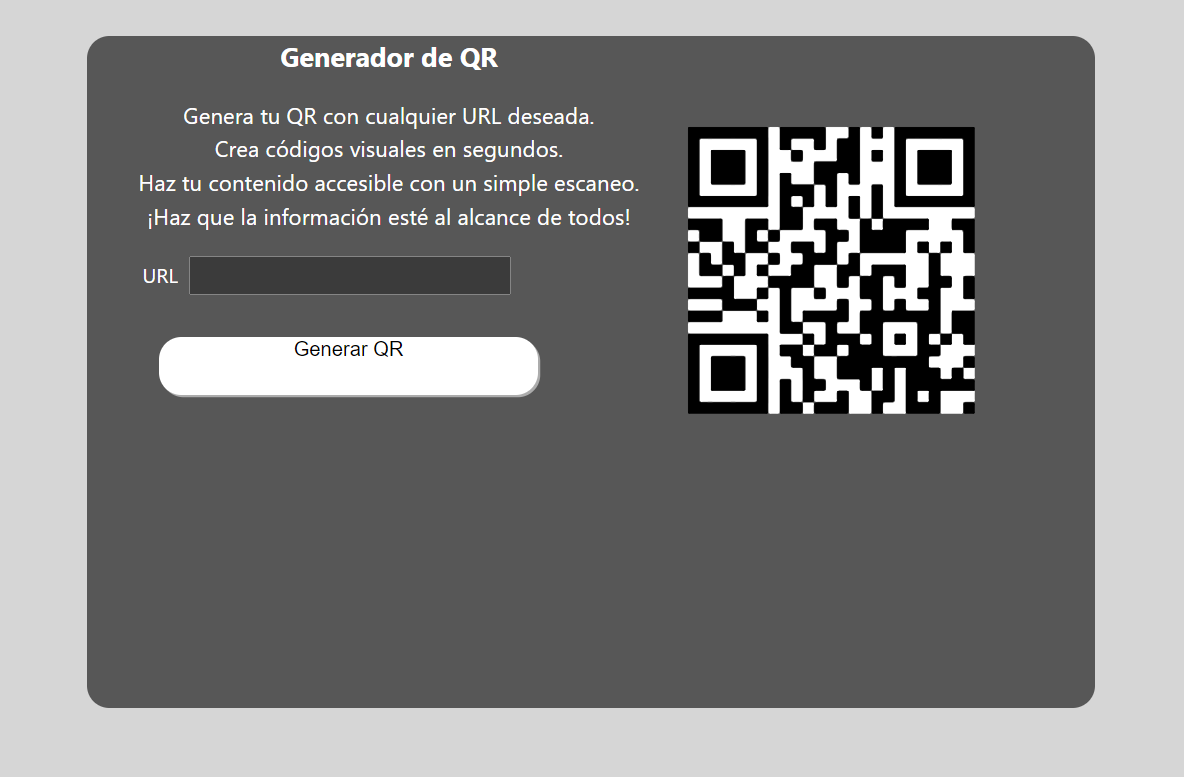 Generador de QR
Genera tu QR con cualquier URL deseada.
Crea códigos visuales en segundos.
Haz tu contenido accesible con un simple escaneo.
¡Haz que la información esté al alcance de todos!
URL
Generar QR